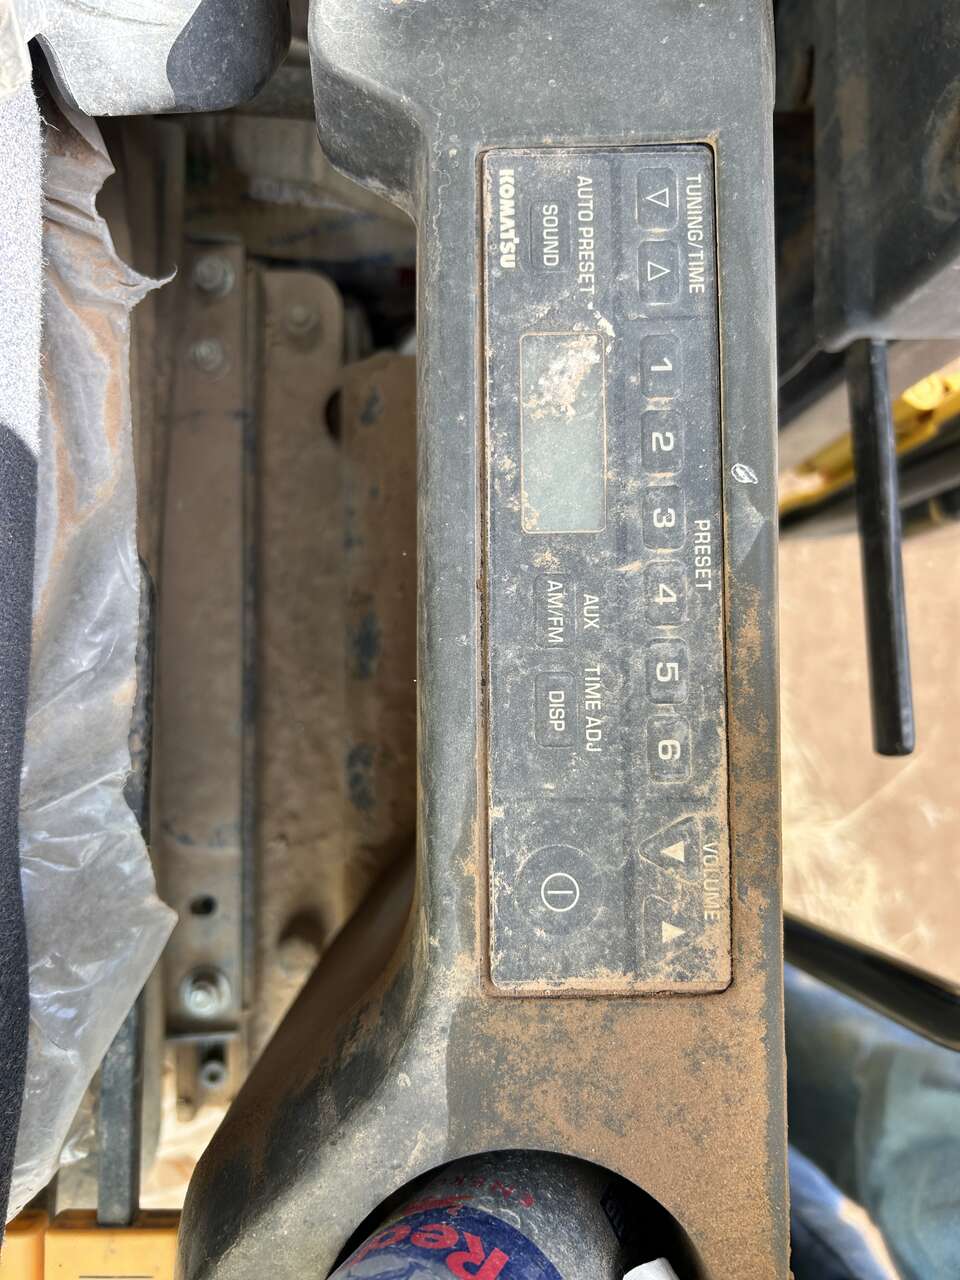 TUNING/TIME
PRESET
VOLUME
▽ △ 1 2 3 4 5 6 ▼ ▲
AUTO PRESET
AUX
TIME ADJ
SOUND
AM/FM
DISP
KOMATSU
Red